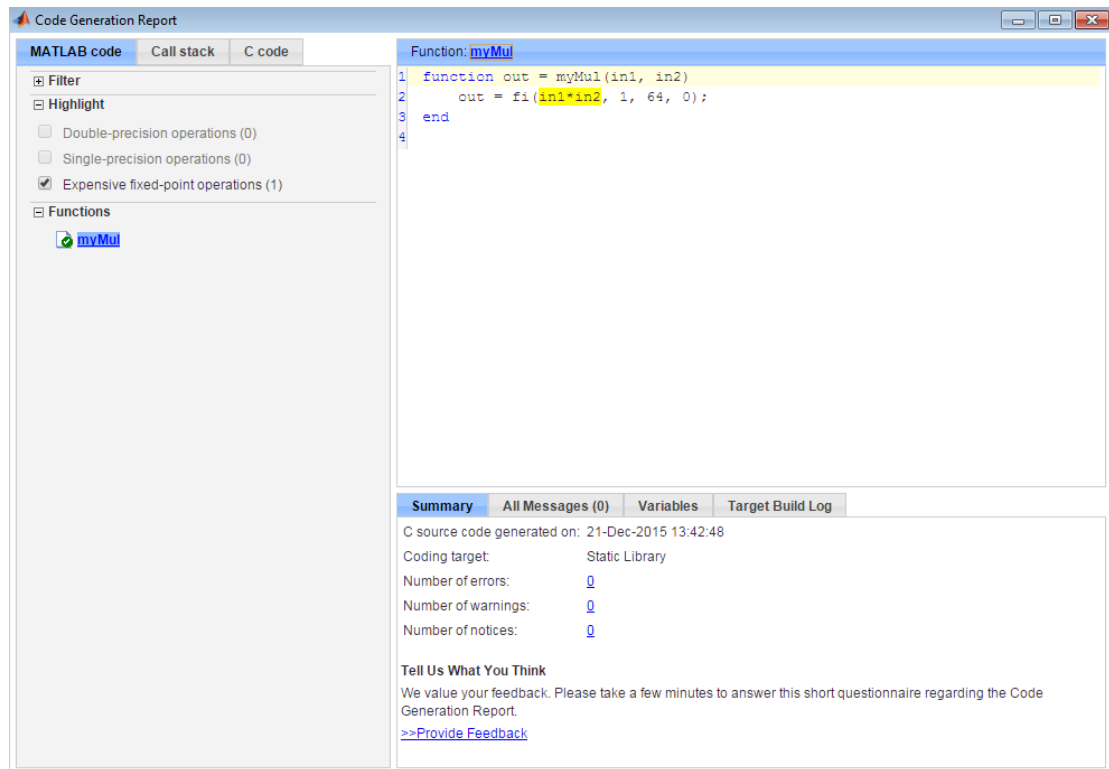 Code Generation Report
MATLAB code Call stack C code
Filter
Highlight
Double-precision operations (0)
Single-precision operations (0)
Expensive fixed-point operations (1)
Functions
myMul
Function: myMul
1 function out = myMul(in1, in2)
2 out = fi(in1*in2, 1, 64, 0);
3 end
4
Summary All Messages (0) Variables Target Build Log
C source code generated on: 21-Dec-2015 13:42:48
Coding target: Static Library
Number of errors: 0
Number of warnings: 0
Number of notices: 0
Tell Us What You Think
We value your feedback. Please take a few minutes to answer this short questionnaire regarding the Code
Generation Report.
>>Provide Feedback